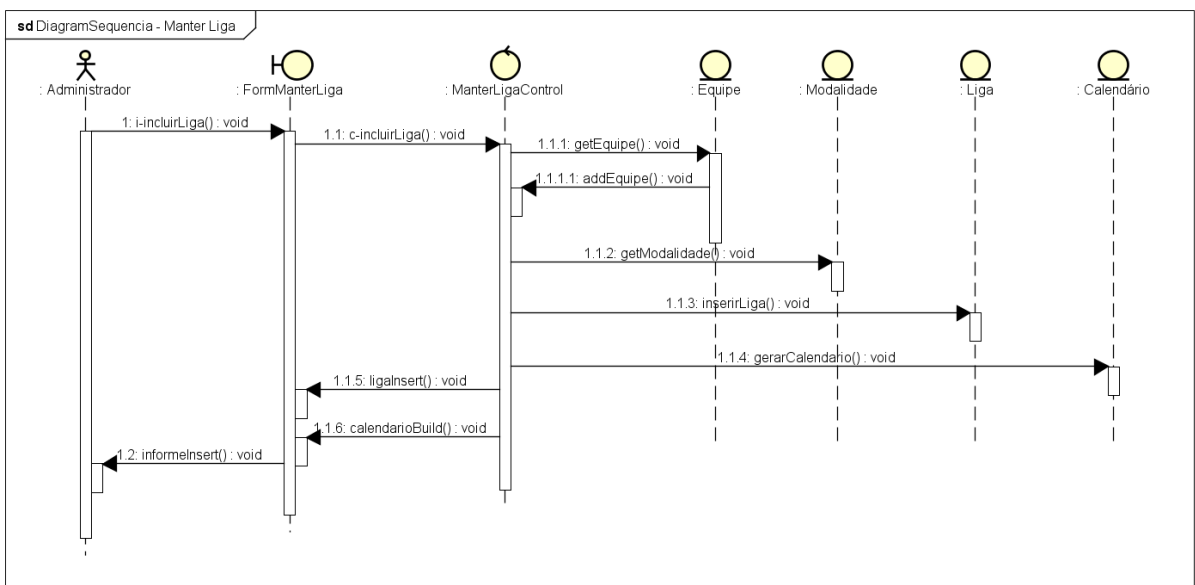 sd DiagramSequencia - Manter Liga
: Administrador
: FormManterLiga
: ManterLigaControl
: Equipe
: Modalidade
: Liga
: Calendário
1: i-incluirLiga() : void
1.1: c-incluirLiga() : void
1.1.1: getEquipe() : void
1.1.1.1: addEquipe() : void
1.1.2: getModalidade() : void
1.1.3: inserirLiga() : void
1.1.4: gerarCalendario() : void
1.1.5: ligaInsert() : void
1.1.6: calendarioBuild() : void
1.2: informeInsert() : void